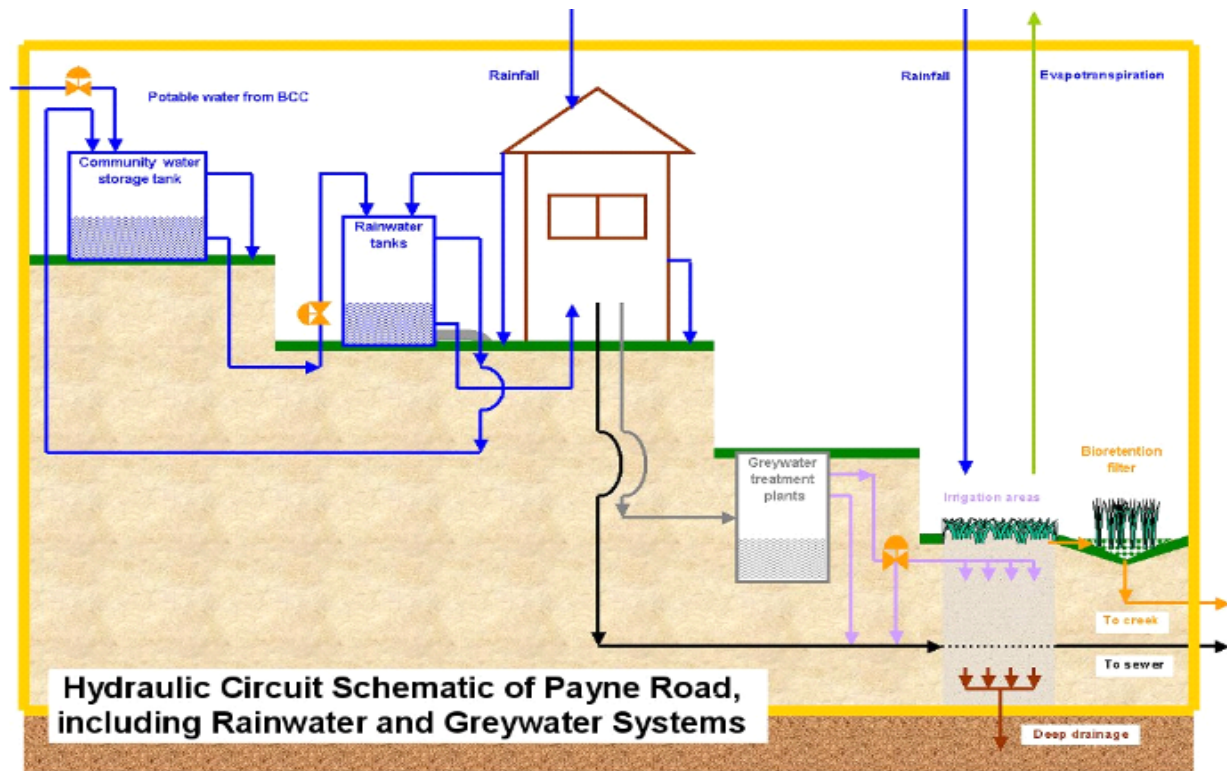 Rainfall
Rainfall
Evapotranspiration
Potable water from BCC
Community water
storage tank
Rainwater
tanks
Bioretention
filter
Greywater
treatment
plants
Irrigation areas
To creek
To sewer
Hydraulic Circuit Schematic of Payne Road,
including Rainwater and Greywater Systems
Deep drainage